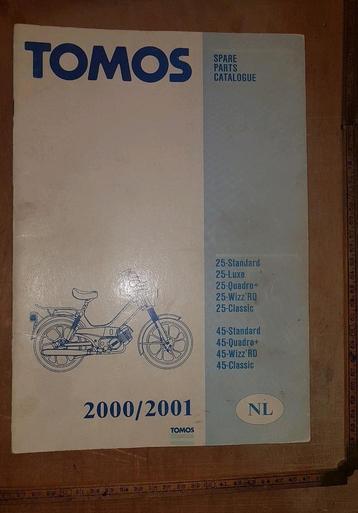 TOMOS
SPARE
PARTS
CATALOGUE
25-Standard
25-Luxe
25-Quadro+
25-Wizz'RD
25-Classic
45-Standard
45-Quadro+
45-Wizz'RD
45-Classic
2000/2001
NL
TOMOS